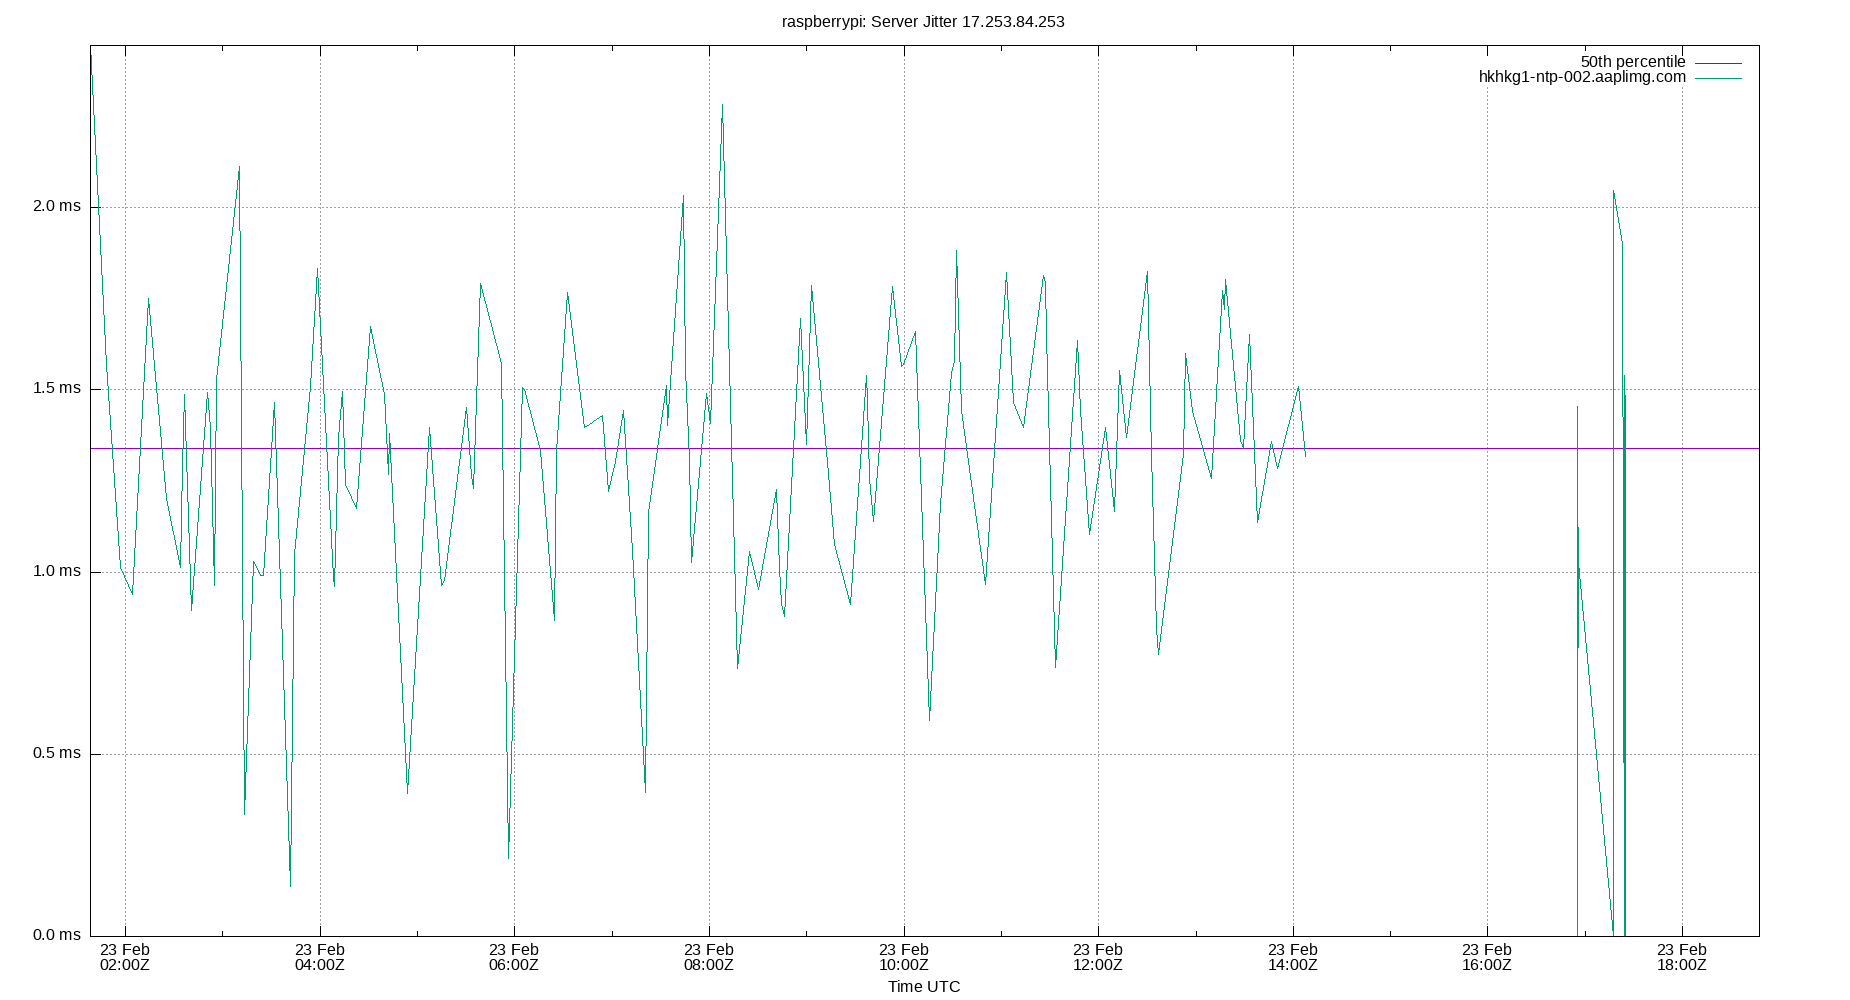 raspberrypi: Server Jitter 17.253.84.253
50th percentile
hkhkg1-ntp-002.aaplimg.com
2.0 ms
1.5 ms
1.0 ms
0.5 ms
0.0 ms
23 Feb 23 Feb 23 Feb 23 Feb 23 Feb 23 Feb 23 Feb 23 Feb 23 Feb
02:00Z 04:00Z 06:00Z 08:00Z 10:00Z 12:00Z 14:00Z 16:00Z 18:00Z
Time UTC